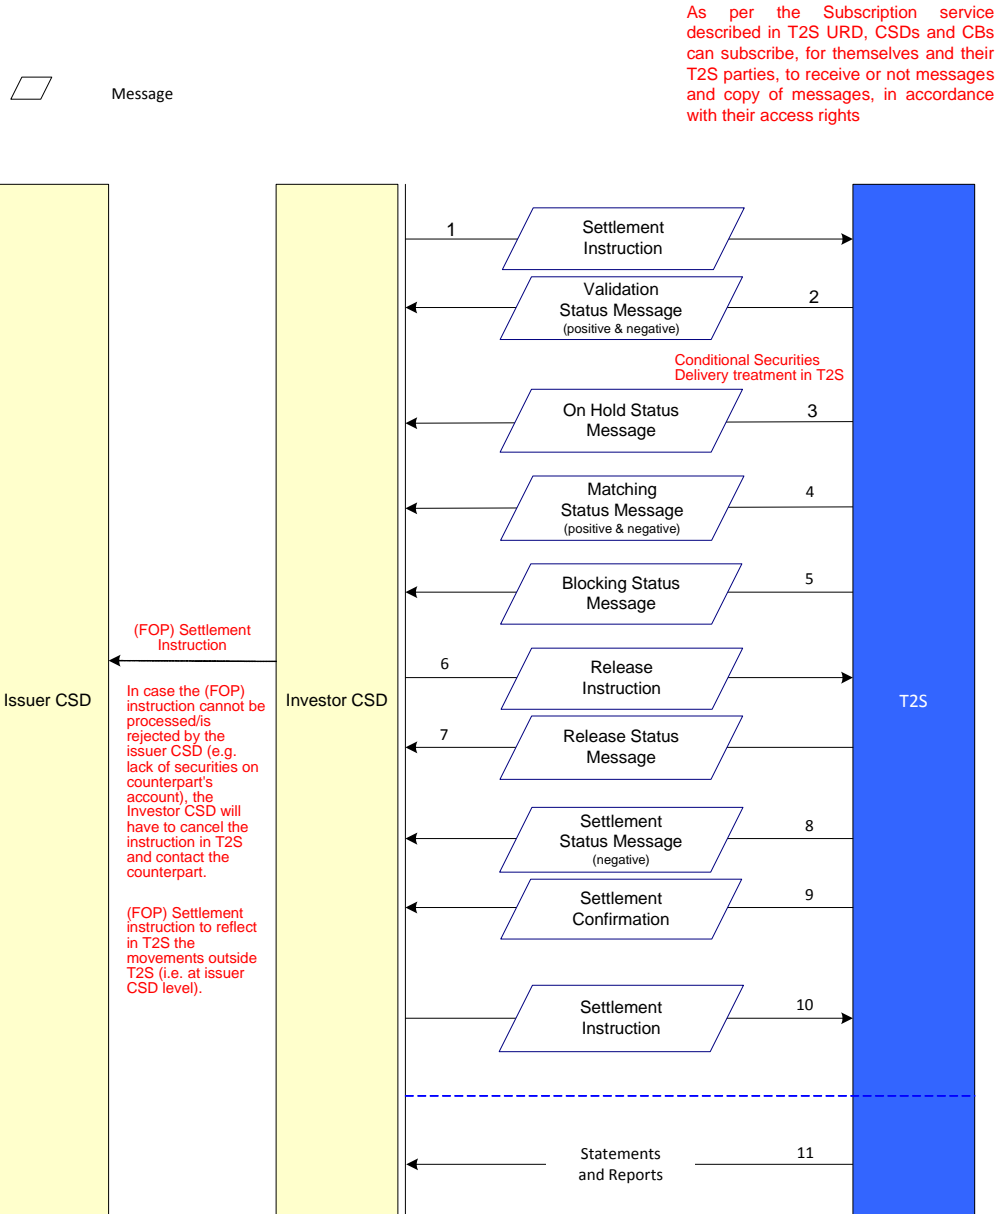 As per the Subscription service
described in T2S URD, CSDs and CBs
can subscribe, for themselves and their
T2S parties, to receive or not messages
and copy of messages, in accordance
with their access rights
Message
1
Settlement
Instruction
Validation
Status Message
(positive & negative)
2
Conditional Securities
Delivery treatment in T2S
On Hold Status
Message
3
Matching
Status Message
(positive & negative)
4
Blocking Status
Message
5
(FOP) Settlement
Instruction
6
Release
Instruction
Issuer CSD
In case the (FOP)
instruction cannot be
processed/is
rejected by the
issuer CSD (e.g.
lack of securities on
counterpart's
account), the
Investor CSD will
have to cancel the
instruction in T2S
and contact the
counterpart.
Investor CSD
T2S
7
Release Status
Message
Settlement
Status Message
(negative)
8
Settlement
Confirmation
9
(FOP) Settlement
instruction to reflect
in T2S the
movements outside
T2S (i.e. at issuer
CSD level).
Settlement
Instruction
10
Statements
and Reports
11